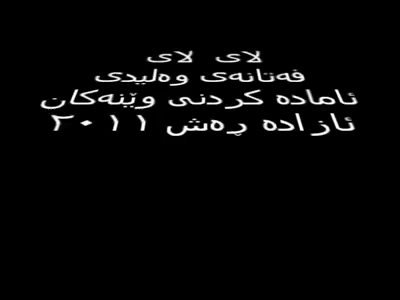 لای لای
فەتانەی وەلیدی
ئامادە کردنی وێنەکان
ئازادە ڕەش ٢٠١١